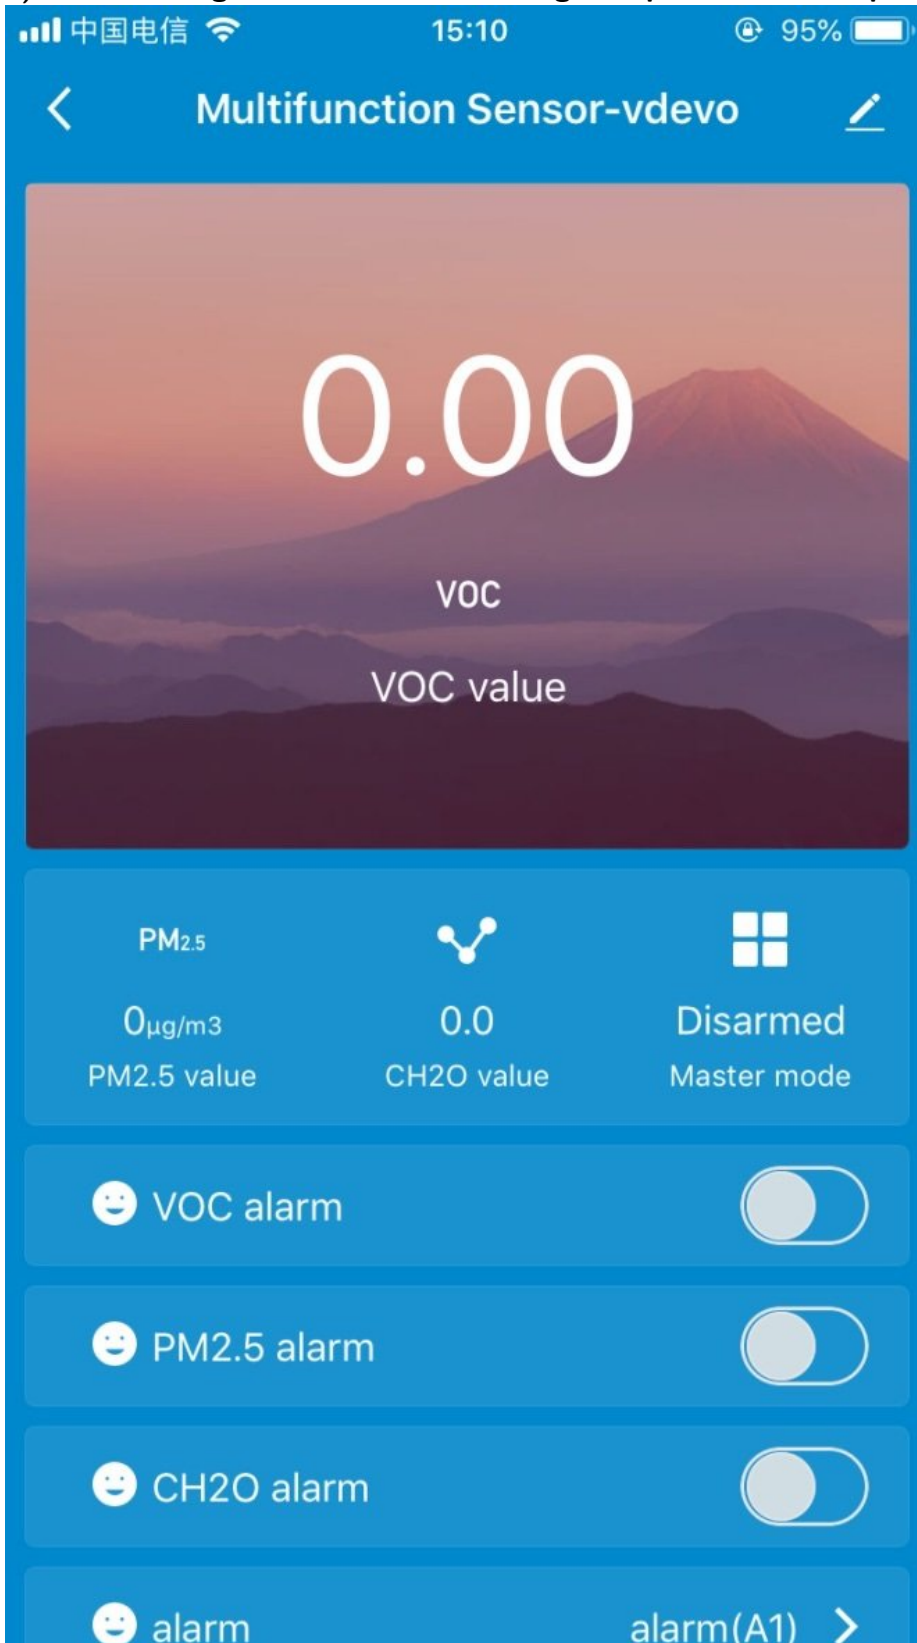 中国电信 15:10 95%
Multifunction Sensor-vdevo
0.00
VOC
VOC value
PM2.5
0µg/m3 0.0 Disarmed
PM2.5 value CH2O value Master mode
VOC alarm
PM2.5 alarm
CH2O alarm
alarm alarm(A1)